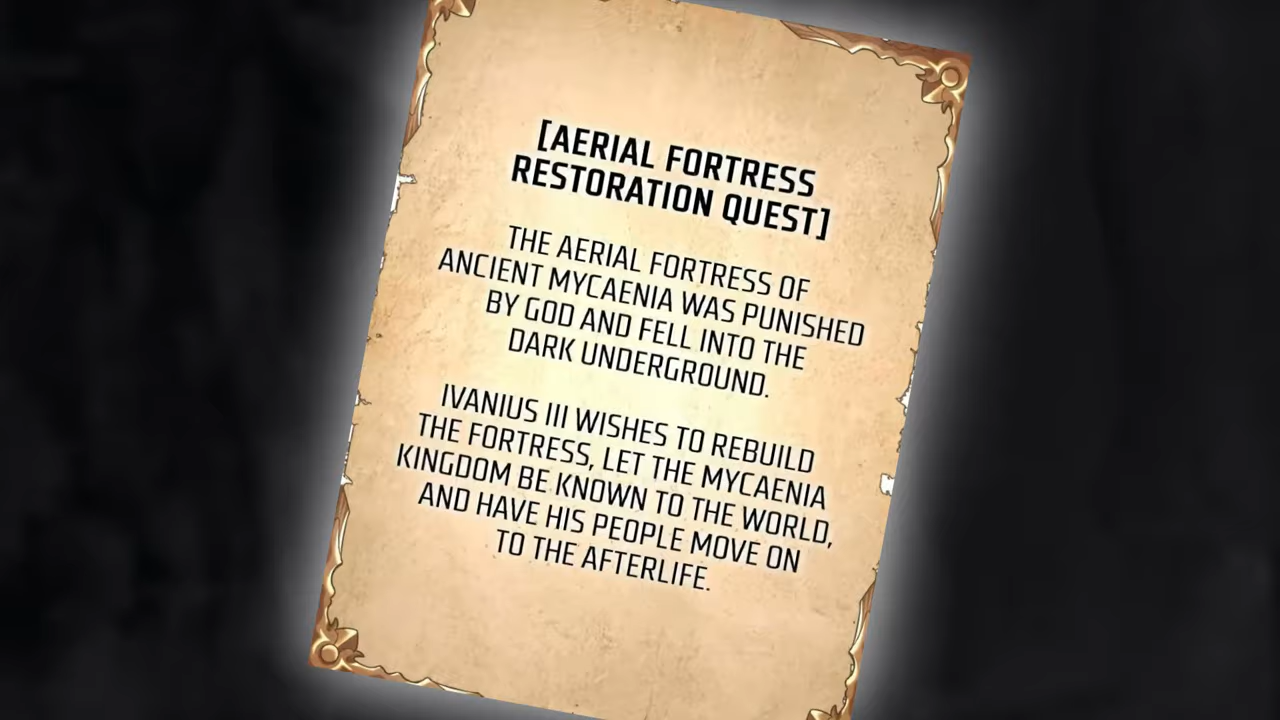 [AERIAL FORTRESS
RESTORATION QUEST]
THE AERIAL FORTRESS OF
ANCIENT MYCAENIA WAS PUNISHED
BY GOD AND FELL INTO THE
DARK UNDERGROUND.
IVANIUS III WISHES TO REBUILD
THE FORTRESS, LET THE MYCAENIA
KINGDOM BE KNOWN TO THE WORLD,
AND HAVE HIS PEOPLE MOVE ON
TO THE AFTERLIFE.